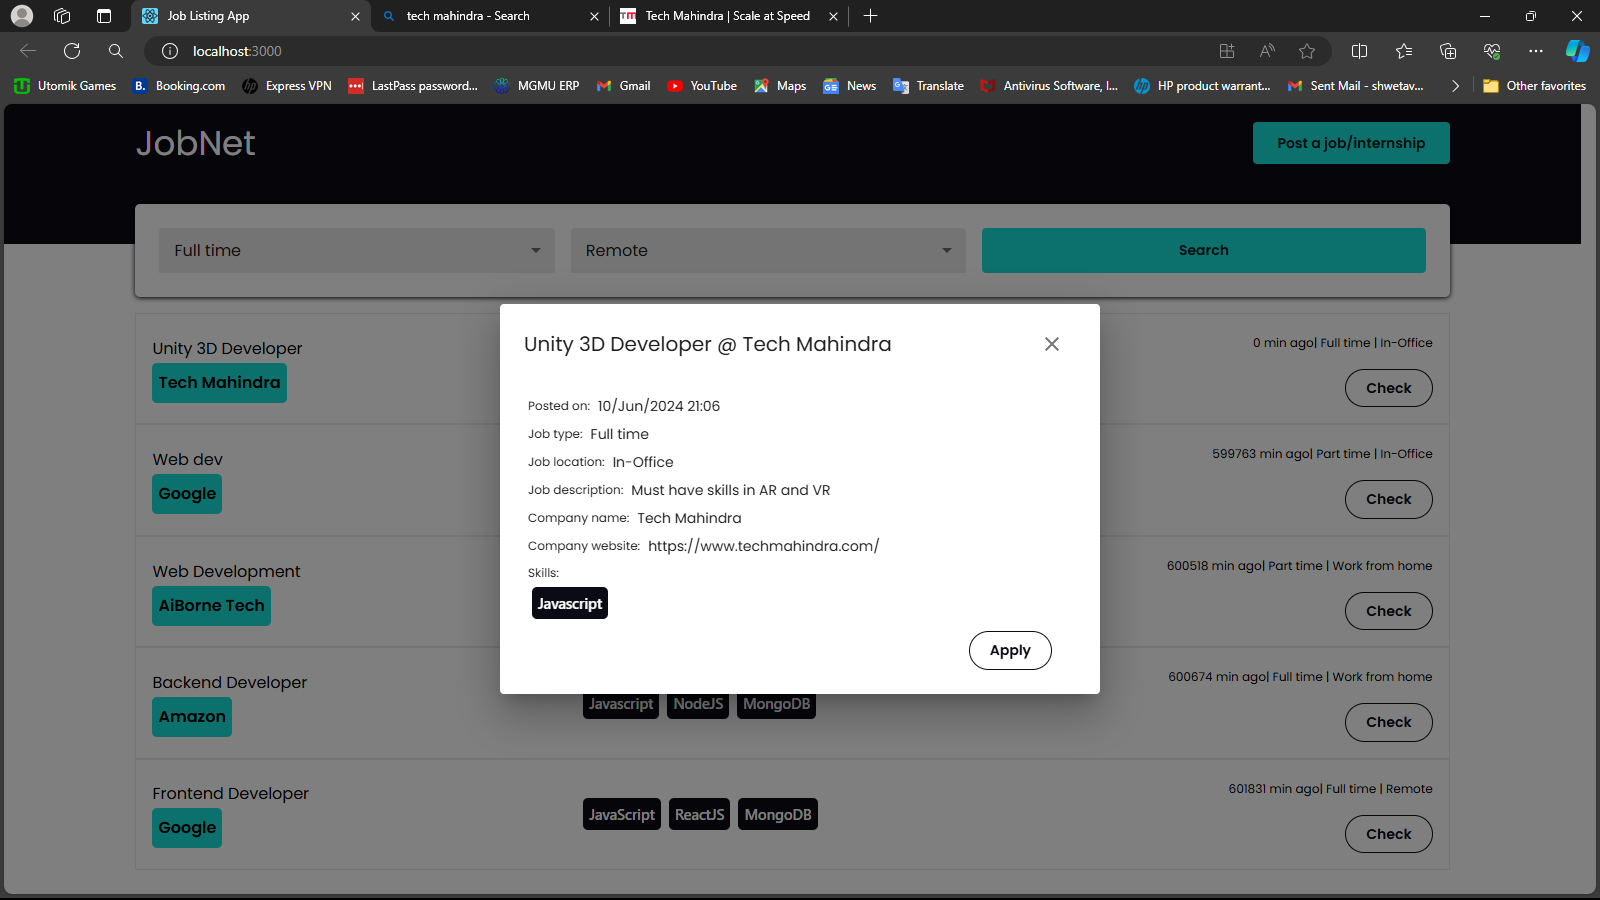 Job Listing App
tech mahindra - Search
TM
Tech Mahindra | Scale at Speed
localhost:3000
Utomik Games
B.
Booking.com
Express VPN
LastPass password...
MGMU ERP
Gmail
YouTube
Maps
News
Translate
Antivirus Software, I...
HP product warrant...
Sent Mail - shwetav...
Other favorites
JobNet
Post a job/internship
Full time
Remote
Search
Unity 3D Developer
Tech Mahindra
0 min ago| Full time | In-Office
Check
Web dev
Google
599763 min ago| Part time | In-Office
Check
Web Development
AiBorne Tech
600518 min ago| Part time | Work from home
Check
Backend Developer
Amazon
Javascript
NodeJS
MongoDB
600674 min ago| Full time | Work from home
Check
Frontend Developer
Google
JavaScript
ReactJS
MongoDB
601831 min ago| Full time | Remote
Check
Unity 3D Developer @ Tech Mahindra
Posted on: 10/Jun/2024 21:06
Job type: Full time
Job location: In-Office
Job description: Must have skills in AR and VR
Company name: Tech Mahindra
Company website: https://www.techmahindra.com/
Skills:
Javascript
Apply